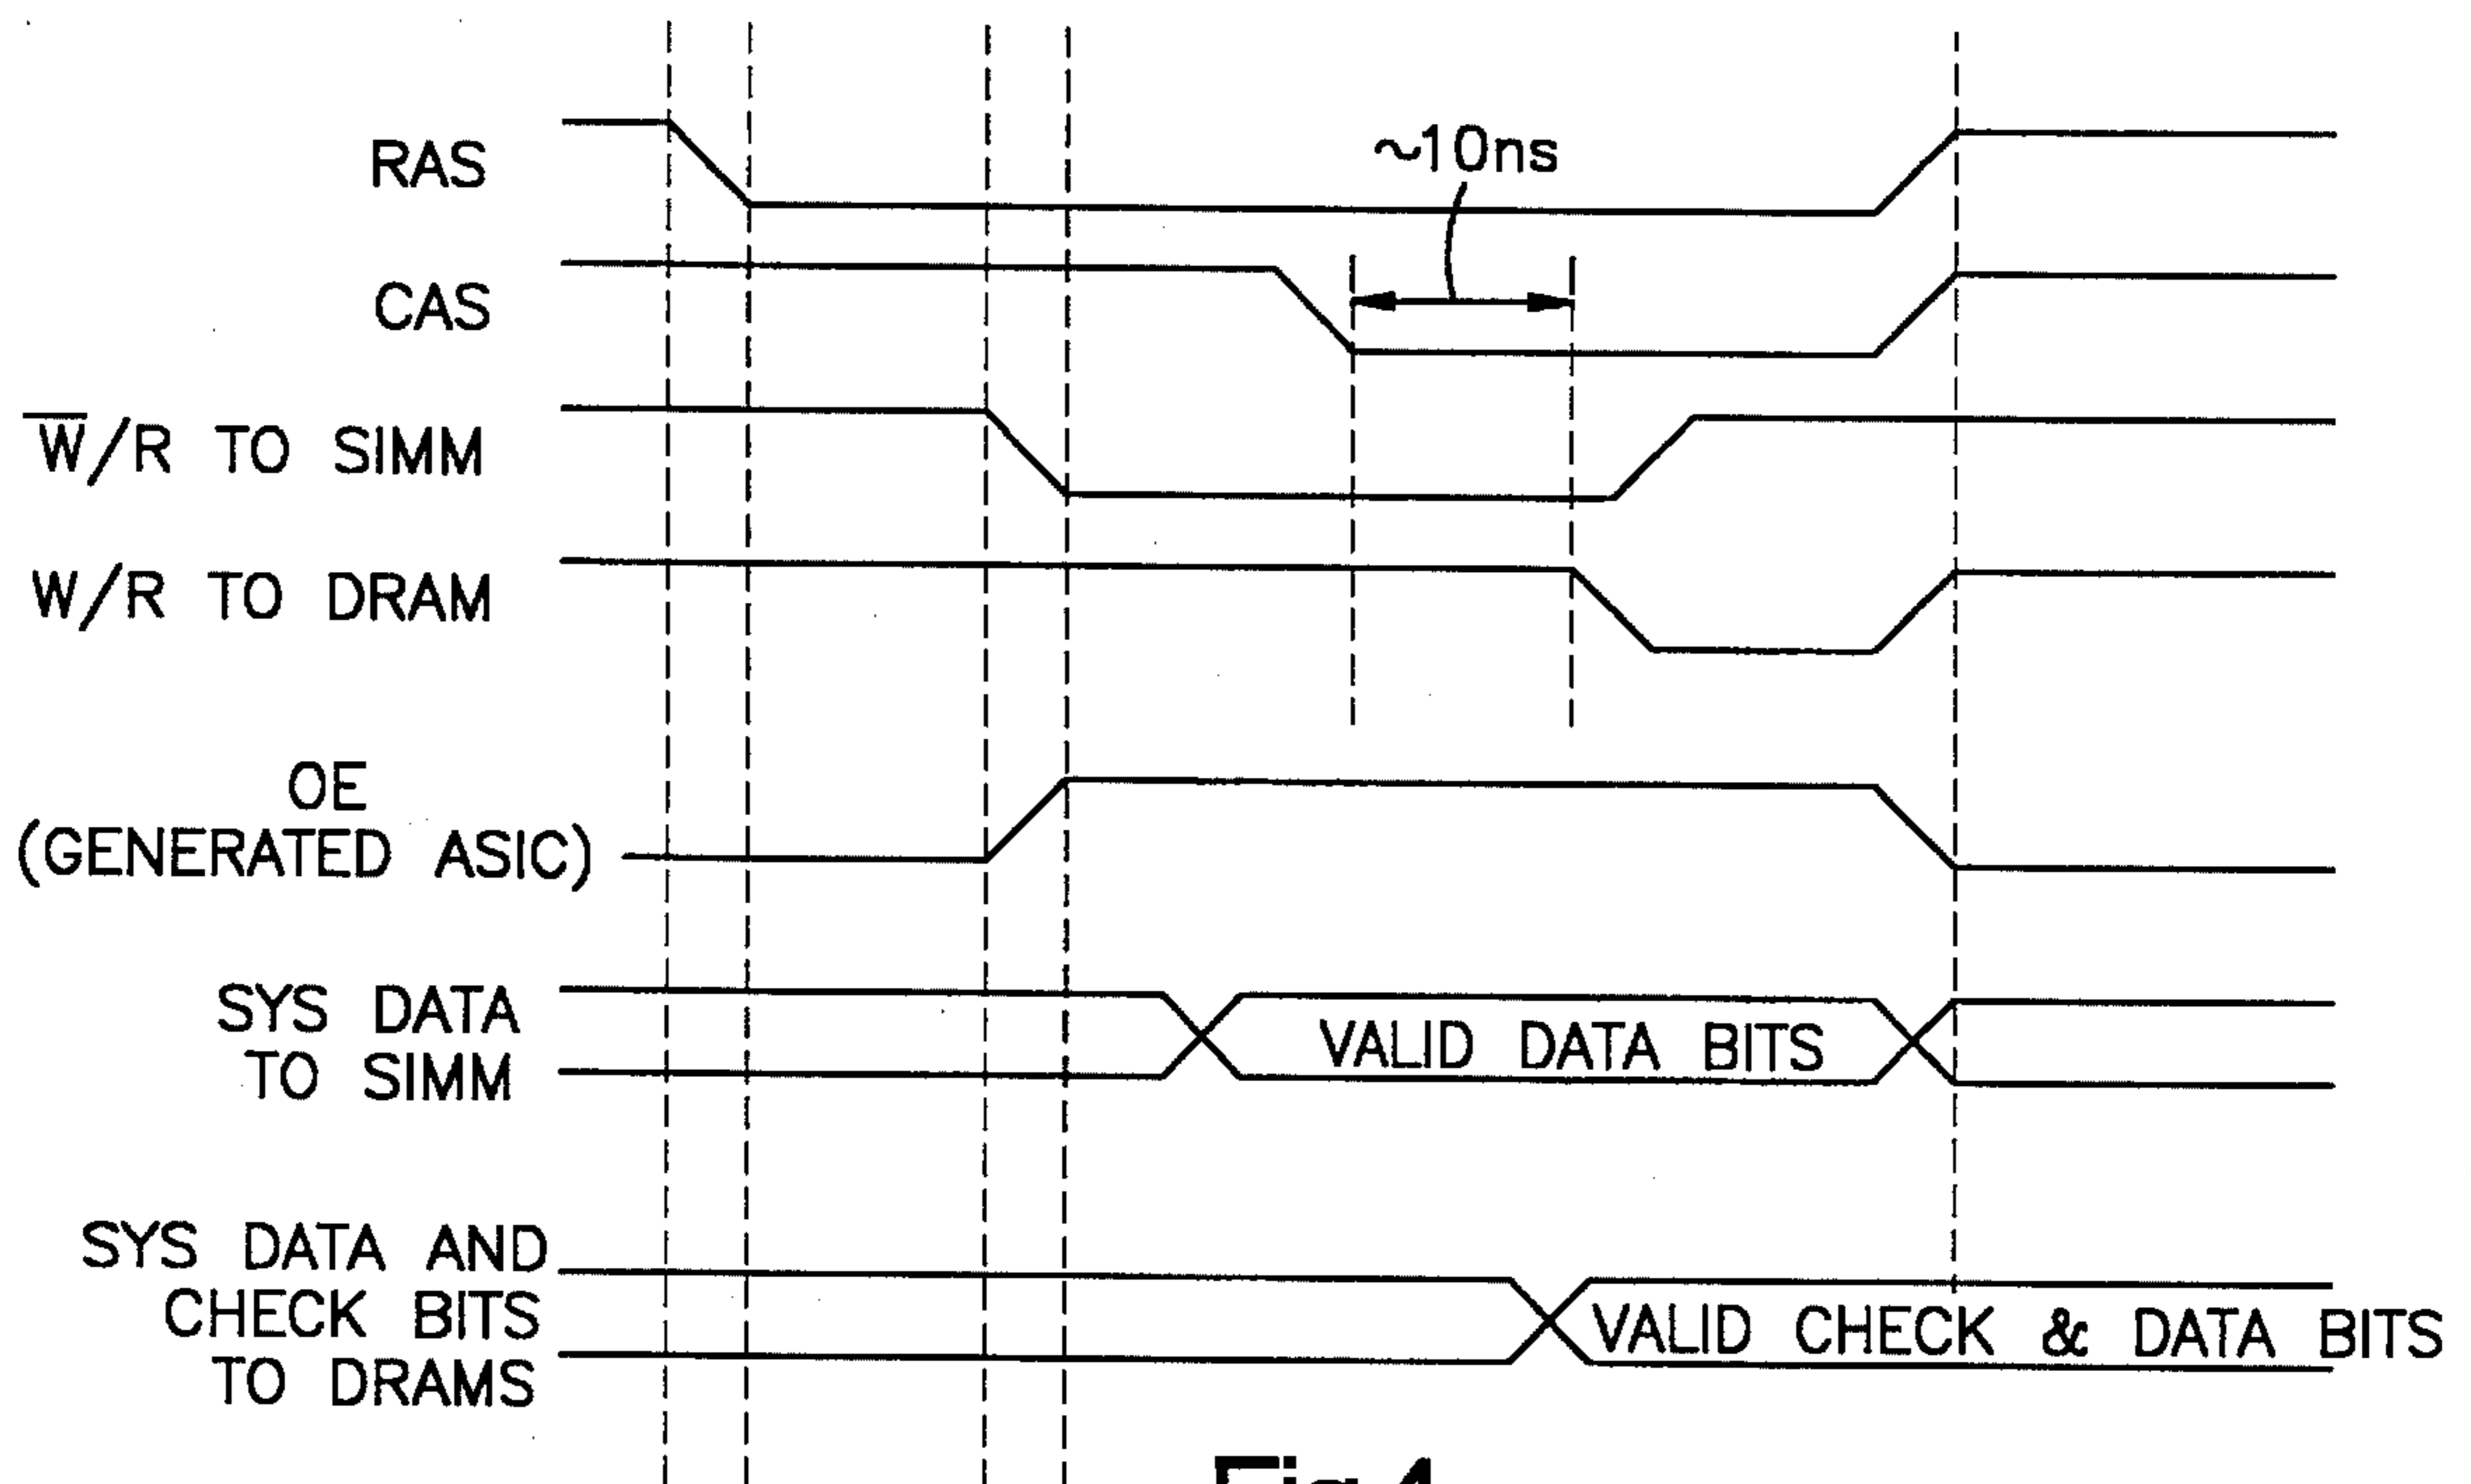 RAS
~10ns
CAS
W̅/R TO SIMM
W/R TO DRAM
OE
(GENERATED ASIC)
SYS DATA
TO SIMM
VALID DATA BITS
SYS DATA AND
CHECK BITS
TO DRAMS
VALID CHECK & DATA BITS